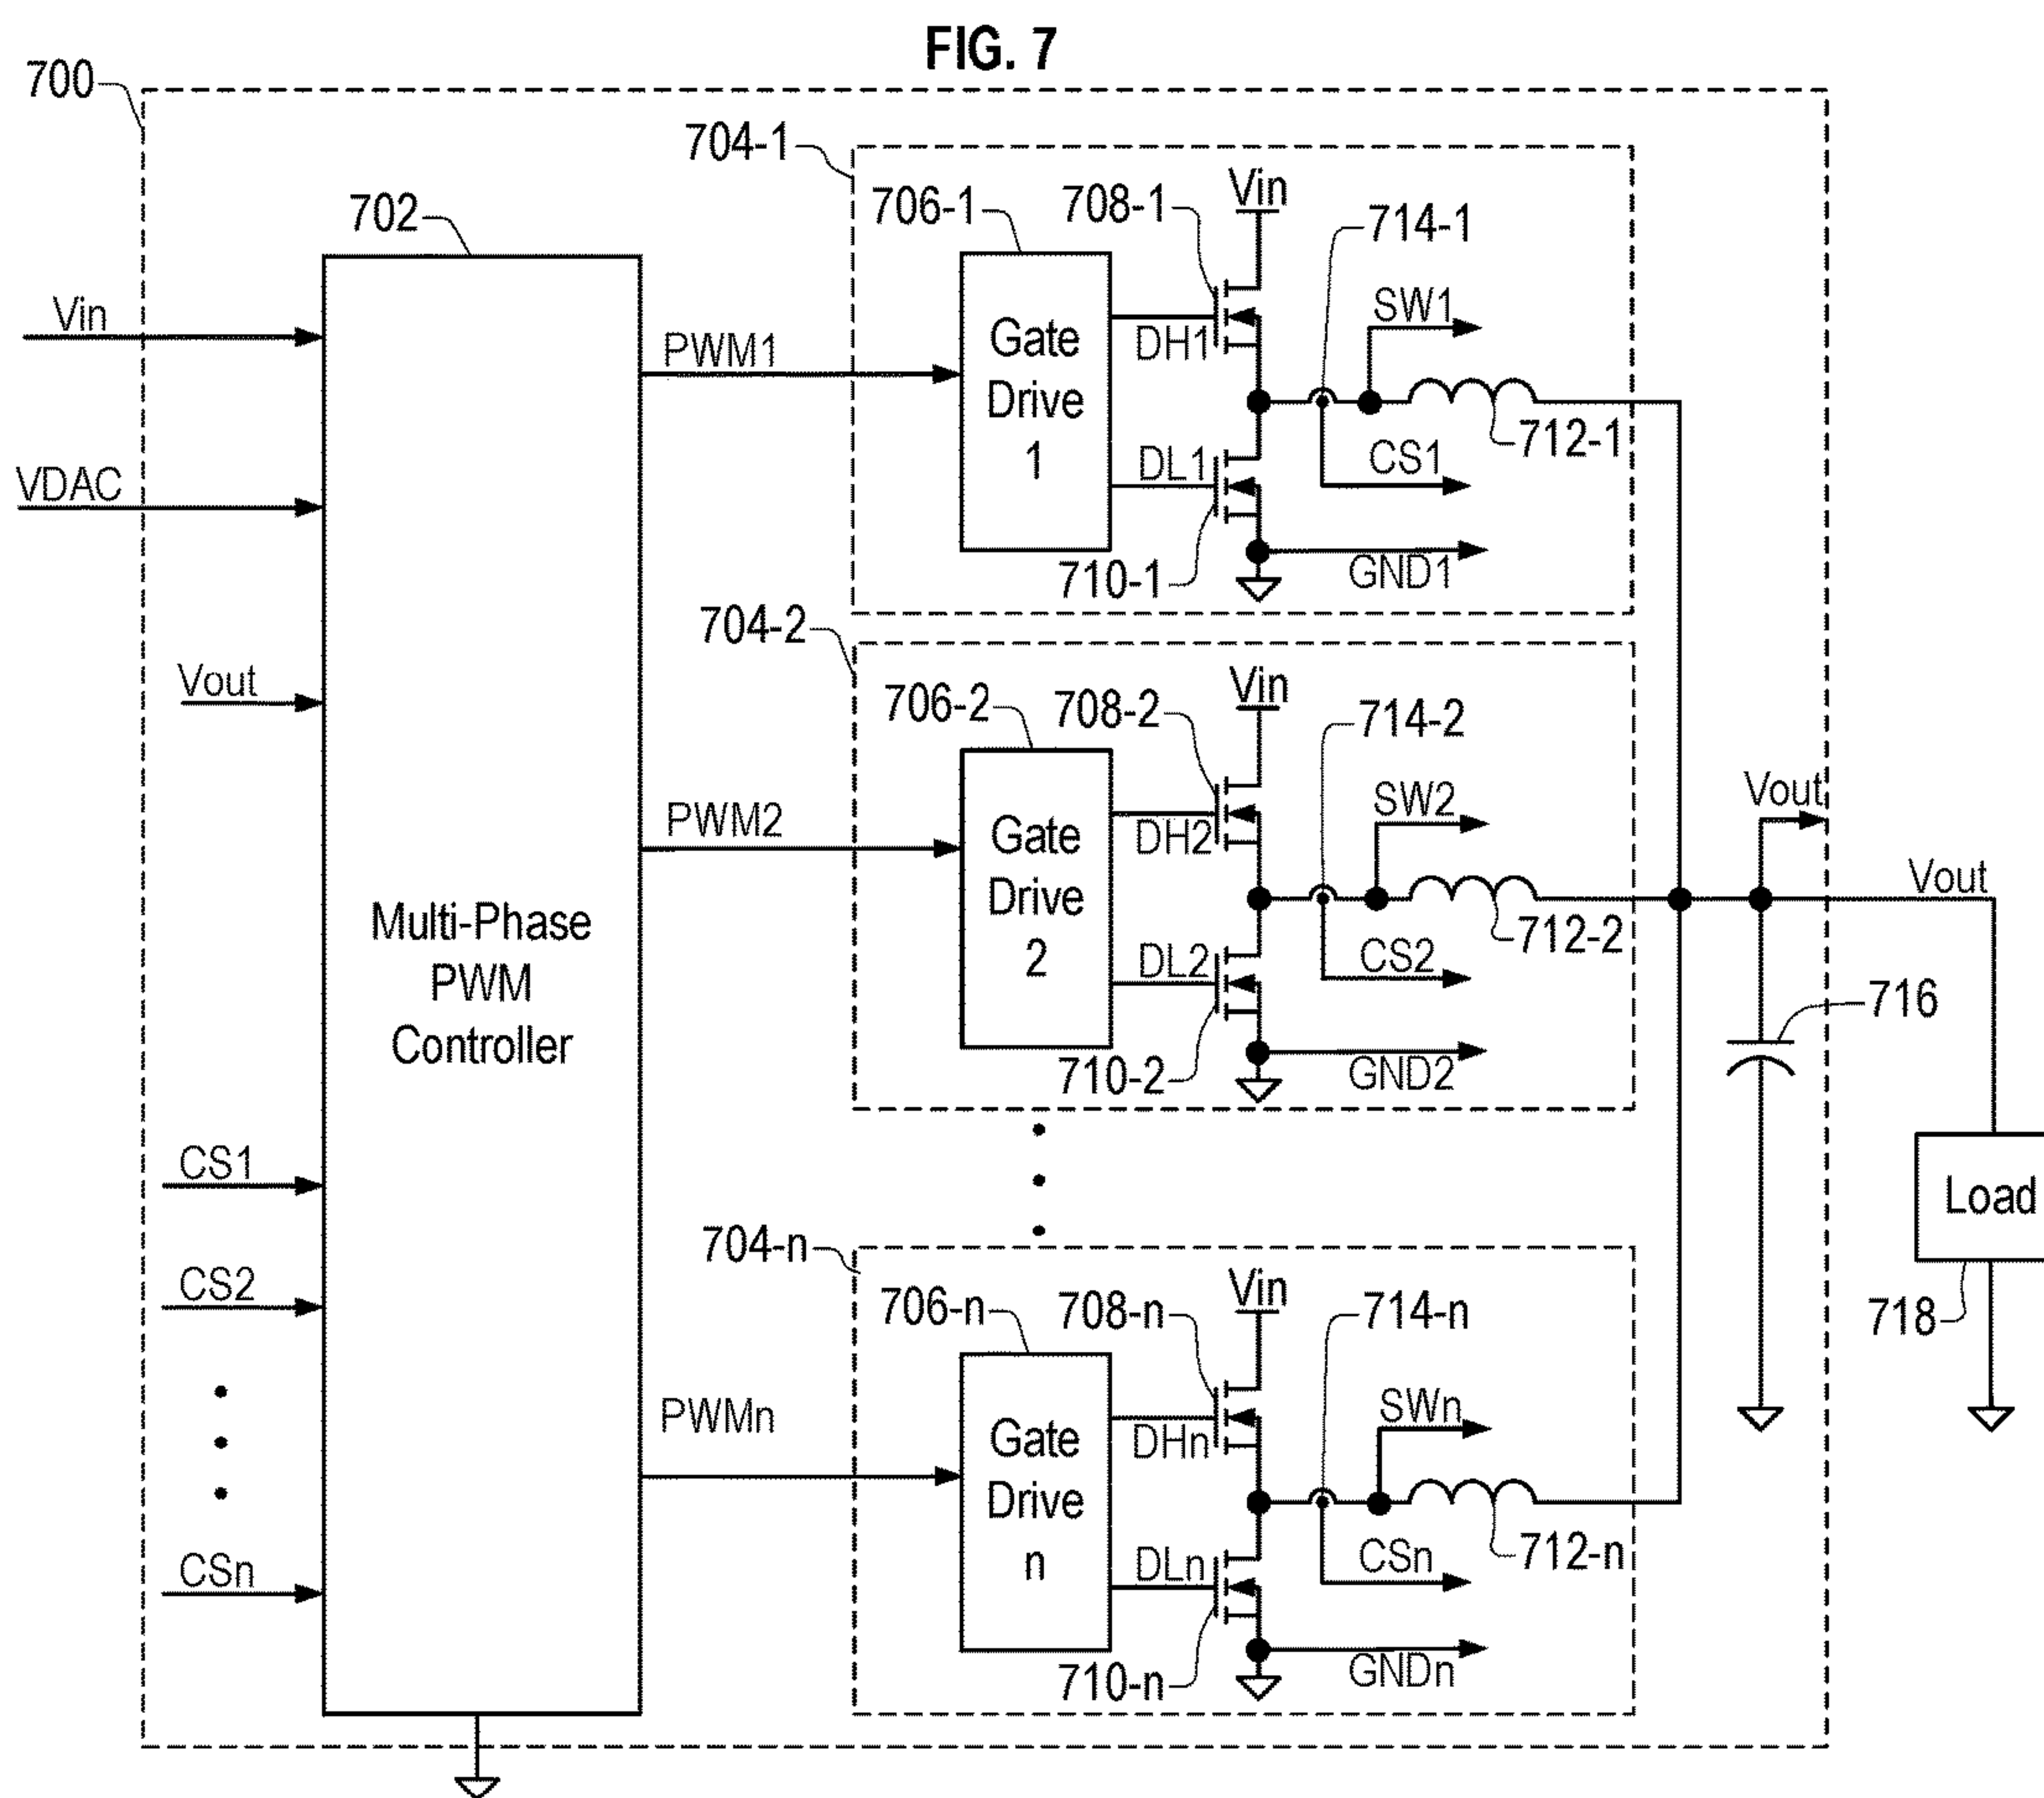 FIG. 7
700
704-1
702
706-1
708-1
Vin
714-1
Vin
PWM1
Gate
Drive
1
DH1
SW1
712-1
DL1
CS1
710-1
GND1
VDAC
704-2
Vout
706-2
708-2
Vin
714-2
PWM2
Gate
Drive
2
DH2
SW2
712-2
DL2
CS2
710-2
GND2
Vout
Vout
716
Multi-Phase
PWM
Controller
CS1
CS2
CSn
Load
718
704-n
706-n
708-n
Vin
714-n
PWMn
Gate
Drive
n
DHn
SWn
712-n
DLn
CSn
710-n
GNDn